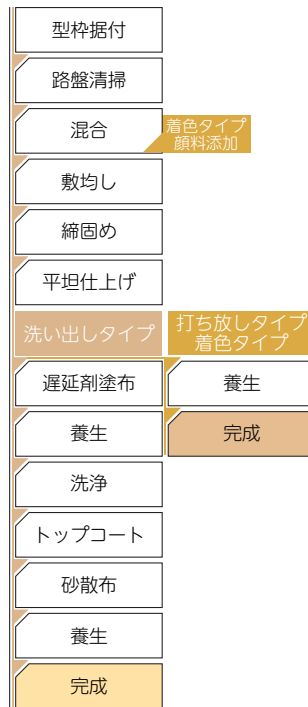 型枠据付
路盤清掃
混合
着色タイプ
顔料添加
敷均し
締固め
平坦仕上げ
洗い出しタイプ
打ち放しタイプ
着色タイプ
遅延剤塗布
養生
養生
完成
洗浄
トップコート
砂散布
養生
完成